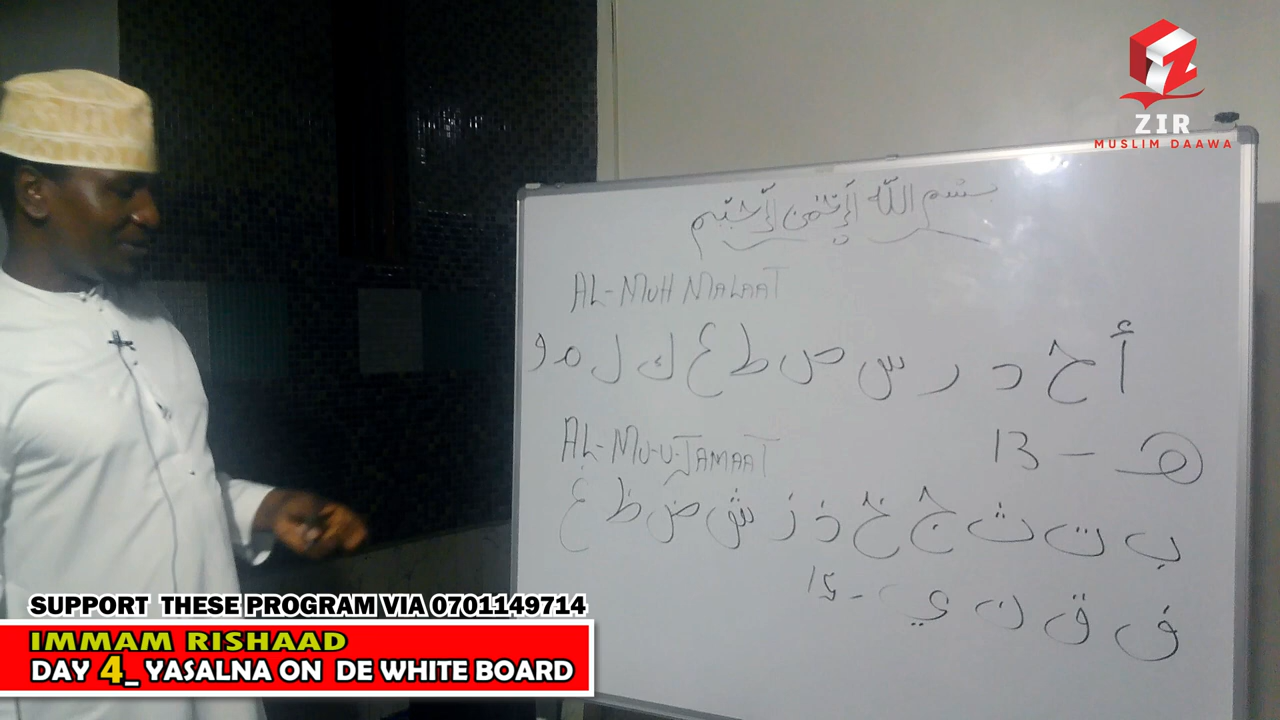 ZIR
MUSLIM DAAWA
بسم الله الرحمن الرحيم
AL-MUH MALAAT
أ ح د ر س ص ط ع ك ل م و
ه - 13
AL-MU-U-JAMAAT
ب ت ث ج خ ذ ز ش ض ظ غ
ف ق ن ي - 15
SUPPORT THESE PROGRAM VIA 0701149714
IMMAM RISHAAD
DAY 4_ YASALNA ON DE WHITE BOARD